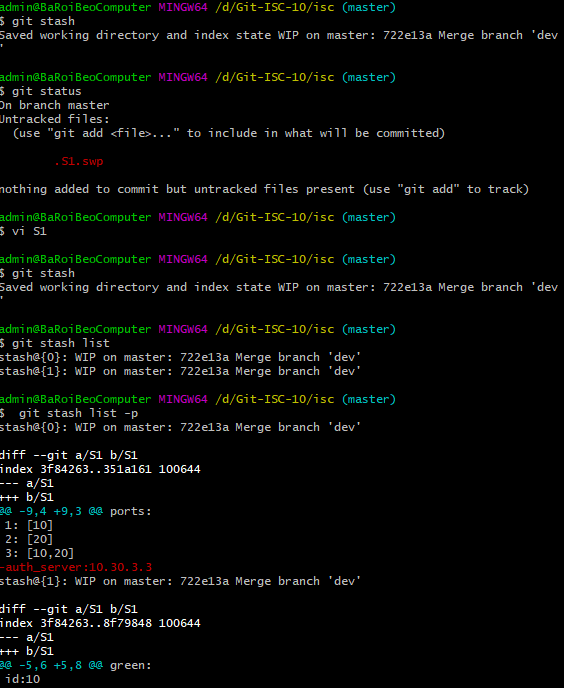 admin@BaRoiBeoComputer MINGW64 /d/Git-ISC-10/isc (master)
$ git stash
Saved working directory and index state WIP on master: 722e13a Merge branch 'dev
'
admin@BaRoiBeoComputer MINGW64 /d/Git-ISC-10/isc (master)
$ git status
On branch master
Untracked files:
  (use "git add <file>..." to include in what will be committed)
        .S1.swp
nothing added to commit but untracked files present (use "git add" to track)
admin@BaRoiBeoComputer MINGW64 /d/Git-ISC-10/isc (master)
$ vi S1
admin@BaRoiBeoComputer MINGW64 /d/Git-ISC-10/isc (master)
$ git stash
Saved working directory and index state WIP on master: 722e13a Merge branch 'dev
'
admin@BaRoiBeoComputer MINGW64 /d/Git-ISC-10/isc (master)
$ git stash list
stash@{0}: WIP on master: 722e13a Merge branch 'dev'
stash@{1}: WIP on master: 722e13a Merge branch 'dev'
admin@BaRoiBeoComputer MINGW64 /d/Git-ISC-10/isc (master)
$  git stash list -p
stash@{0}: WIP on master: 722e13a Merge branch 'dev'
diff --git a/S1 b/S1
index 3f84263..351a161 100644
--- a/S1
+++ b/S1
@@ -9,4 +9,3 @@ ports:
 1: [10]
 2: [20]
 3: [10,20]
-auth_server:10.30.3.3
stash@{1}: WIP on master: 722e13a Merge branch 'dev'
diff --git a/S1 b/S1
index 3f84263..8f79848 100644
--- a/S1
+++ b/S1
@@ -5,6 +5,8 @@ green:
 id:10